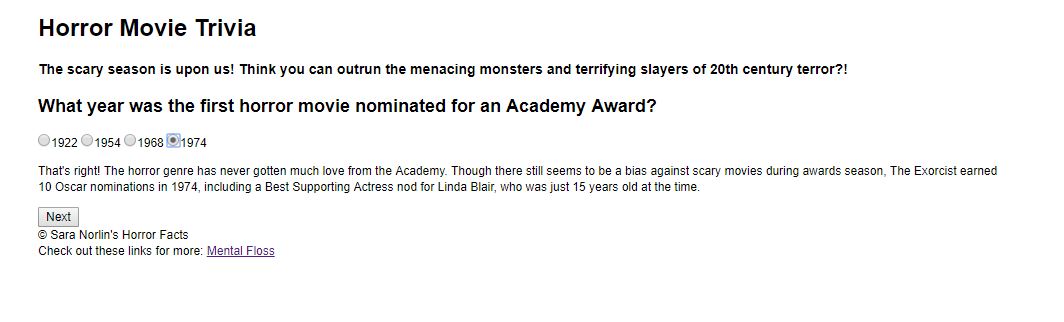 Horror Movie Trivia
The scary season is upon us! Think you can outrun the menacing monsters and terrifying slayers of 20th century terror?!
What year was the first horror movie nominated for an Academy Award?
1922 1954 1968 1974
That's right! The horror genre has never gotten much love from the Academy. Though there still seems to be a bias against scary movies during awards season, The Exorcist earned
10 Oscar nominations in 1974, including a Best Supporting Actress nod for Linda Blair, who was just 15 years old at the time.
Next
© Sara Norlin's Horror Facts
Check out these links for more: Mental Floss